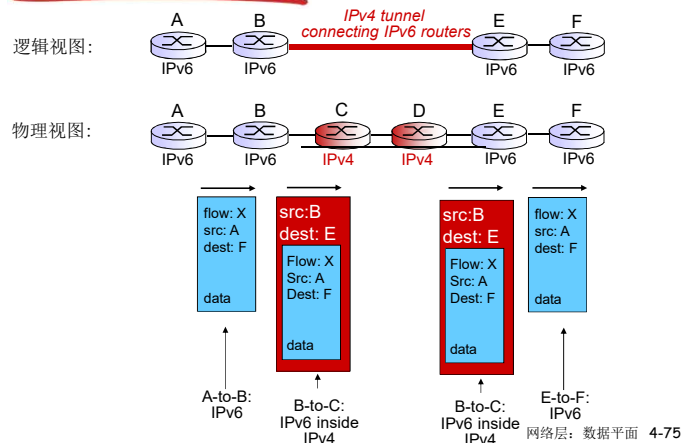 IPv4 tunnel
connecting IPv6 routers
逻辑视图:
A
B
E
F
IPv6
IPv6
IPv6
IPv6
物理视图:
A
B
C
D
E
F
IPv6
IPv6
IPv4
IPv4
IPv6
IPv6
flow: X
src: A
dest: F
data
src:B
dest: E
Flow: X
Src: A
Dest: F
data
src:B
dest: E
Flow: X
Src: A
Dest: F
data
flow: X
src: A
dest: F
data
A-to-B:
IPv6
B-to-C:
IPv6 inside
IPv4
B-to-C:
IPv6 inside
IPv4
E-to-F:
IPv6
网络层：数据平面 4-75